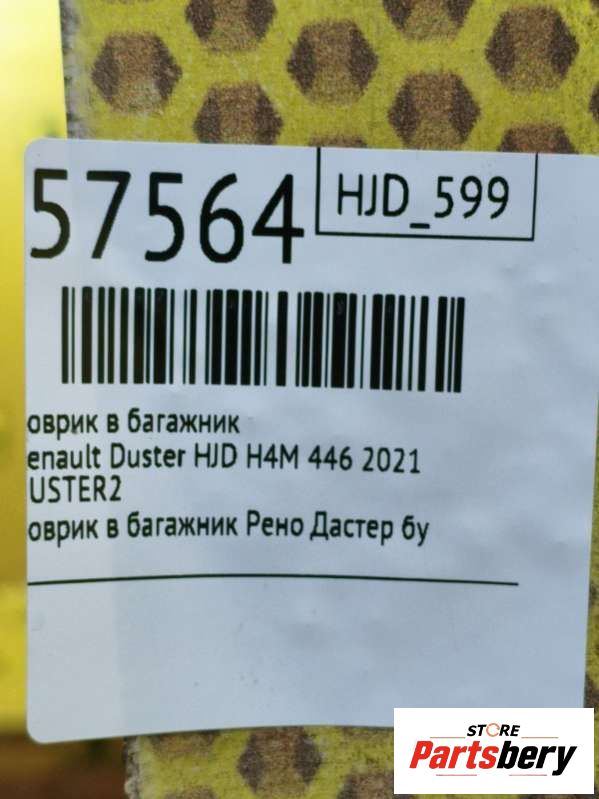 57564
HJD_599
оврик в багажник
enault Duster HJD H4M 446 2021
USTER2
оврик в багажник Рено Дастер бу
STORE
Partsbery